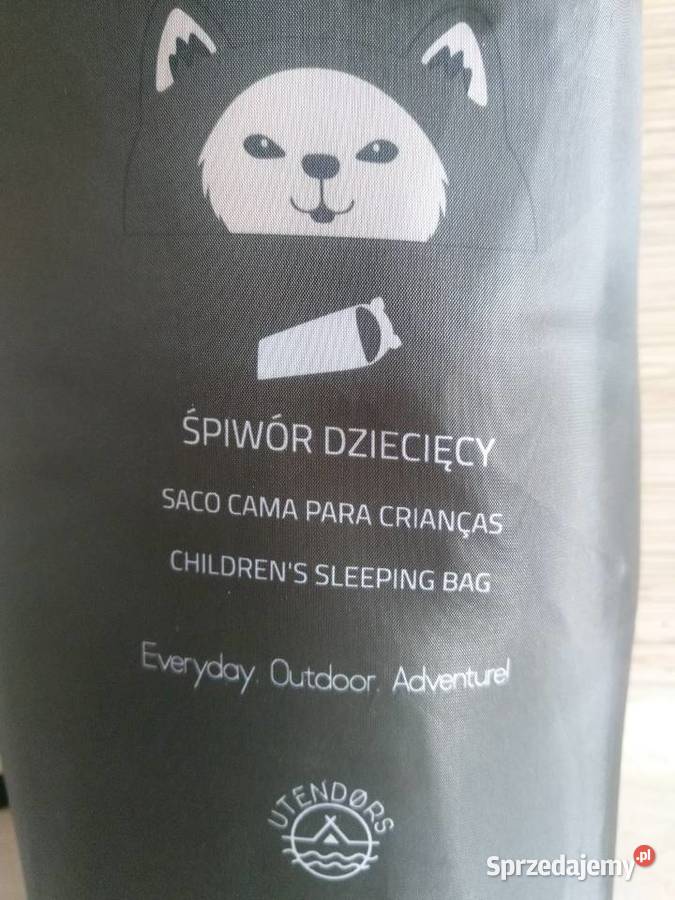 ŚPIWÓR DZIECIĘCY
SACO CAMA PARA CRIANÇAS
CHILDREN'S SLEEPING BAG
Everyday. Outdoor. Adventure!
UTENDØRS
Sprzedajemy.pl